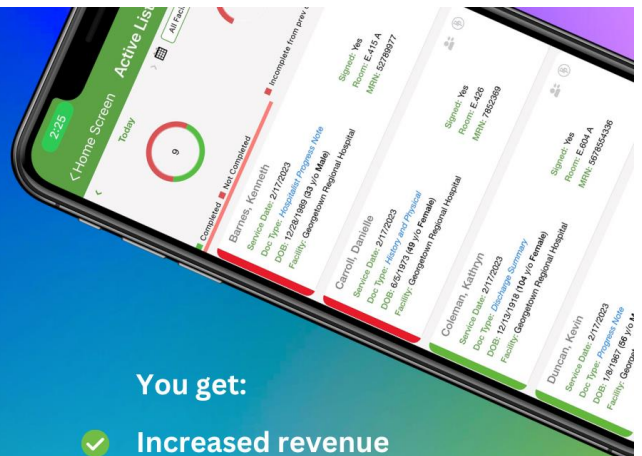 2:25
Home Screen
Active List
Today
All Faci
9
Completed
Not Completed
Incomplete from prev
Barnes, Kenneth
Service Date: 2/17/2023
Doc Type: Hospitalist Progress Note
DOB: 12/28/1989 (33 y/o Male)
Facility: Georgetown Regional Hospital
Signed: Yes
Room: E.415 A
MRN: 52789977
Carroll, Danielle
Service Date: 2/17/2023
Doc Type: History and Physical
DOB: 6/5/1973 (49 y/o Female)
Facility: Georgetown Regional Hospital
Signed: Yes
Room: E.426
MRN: 7852369
Coleman, Kathryn
Service Date: 2/17/2023
Doc Type: Discharge Summary
DOB: 12/13/1918 (104 y/o Female)
Facility: Georgetown Regional Hospital
Signed: Yes
Room: E.604 A
MRN: 5678554336
Duncan, Kevin
Service Date: 2/17/2023
Doc Type: Progress Note
DOB: 1/8/1967 (56 y/o M
Facility: Georget
You get:
Increased revenue